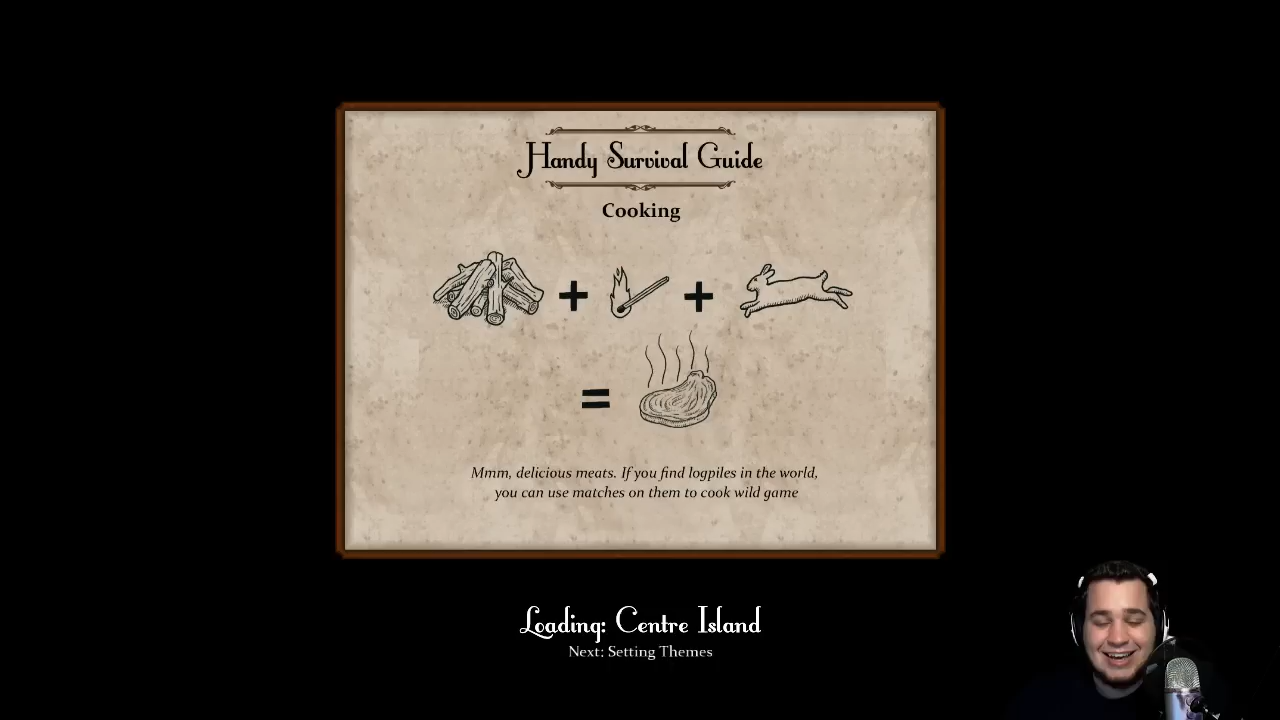 Handy Survival Guide
Cooking
+ +
=
Mmm, delicious meats. If you find logpiles in the world,
you can use matches on them to cook wild game
Loading: Centre Island
Next: Setting Themes